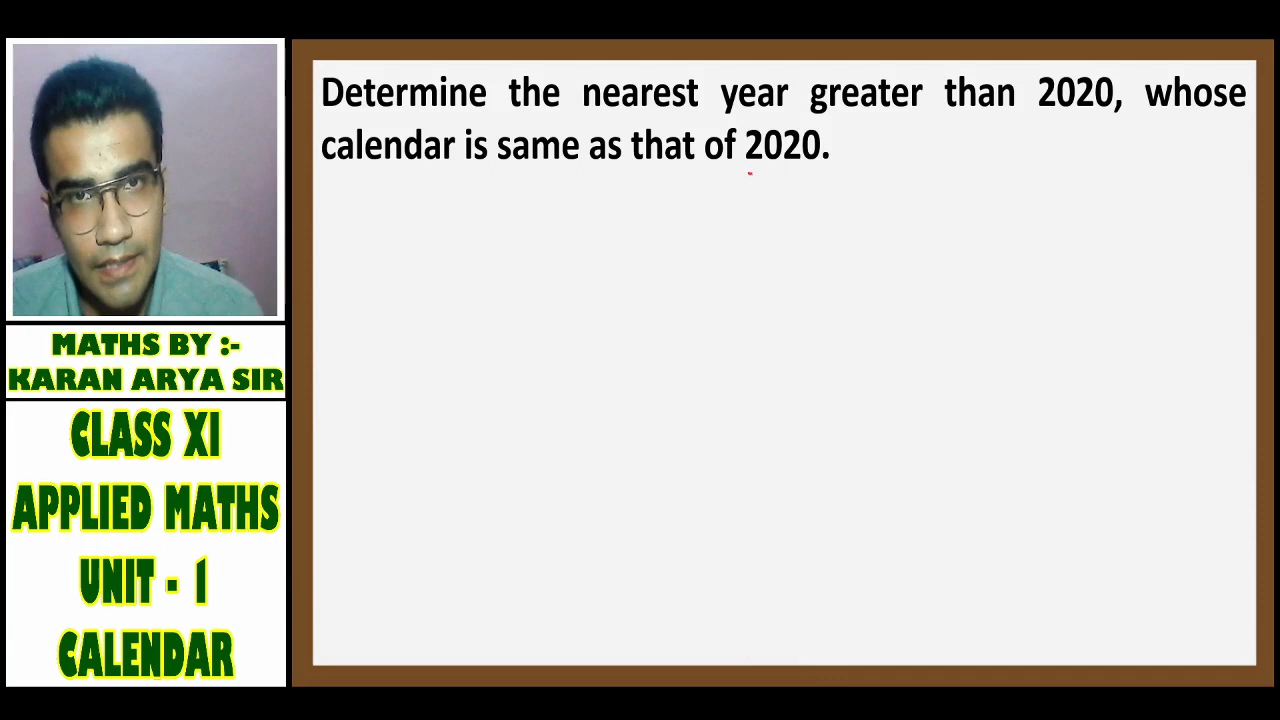 Determine the nearest year greater than 2020, whose
calendar is same as that of 2020.
MATHS BY :-
KARAN ARYA SIR
CLASS XI
APPLIED MATHS
UNIT - 1
CALENDAR